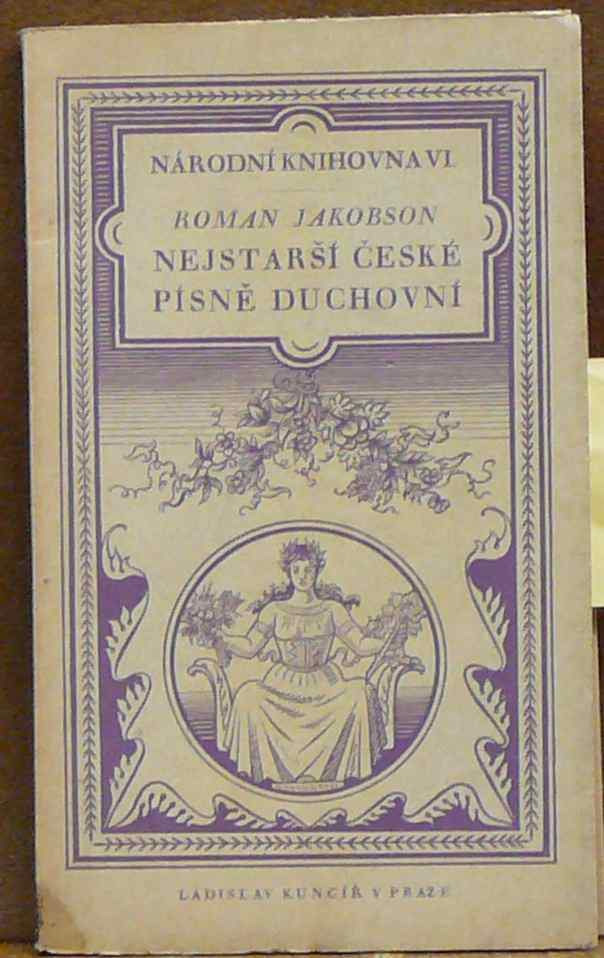 NÁRODNÍ KNIHOVNA VI.
ROMAN JAKOBSON
NEJSTARŠÍ ČESKÉ
PÍSNĚ DUCHOVNÍ
LADISLAV KUNCÍŘ V PRAZE